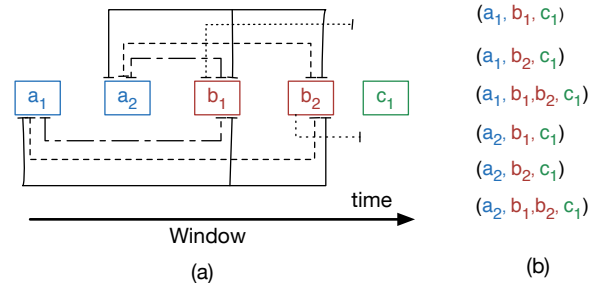 a₁ a₂ b₁ b₂ c₁
time
Window
(a)
(a₁, b₁, c₁)
(a₁, b₂, c₁)
(a₁, b₁,b₂, c₁)
(a₂, b₁, c₁)
(a₂, b₂, c₁)
(a₂, b₁,b₂, c₁)
(b)